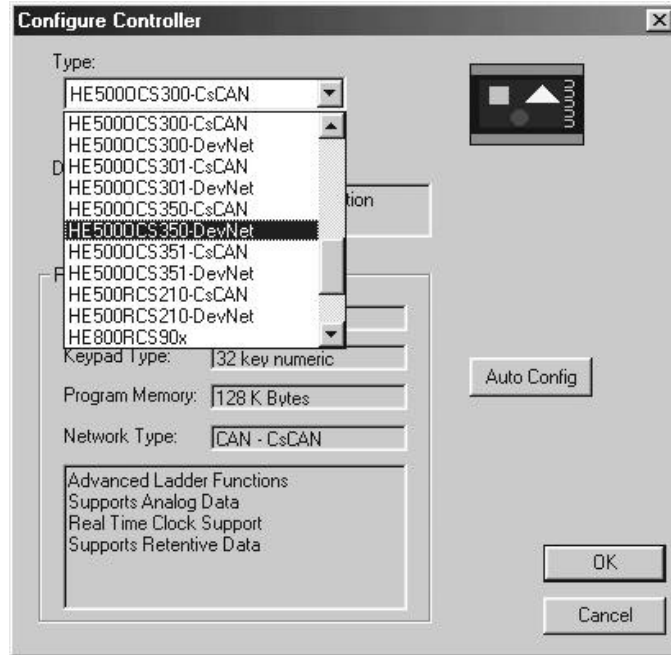 Configure Controller
Type:
HE500OCS300-CsCAN
HE500OCS300-CsCAN
HE500OCS300-DevNet
HE500OCS301-CsCAN
HE500OCS301-DevNet
HE500OCS350-CsCAN
HE500OCS350-DevNet
HE500OCS351-CsCAN
HE500OCS351-DevNet
HE500RCS210-CsCAN
HE500RCS210-DevNet
HE800RCS90x
D
tion
F
Keypad Type: 32 key numeric
Auto Config
Program Memory: 128 K Bytes
Network Type: CAN - CsCAN
Advanced Ladder Functions
Supports Analog Data
Real Time Clock Support
Supports Retentive Data
OK
Cancel